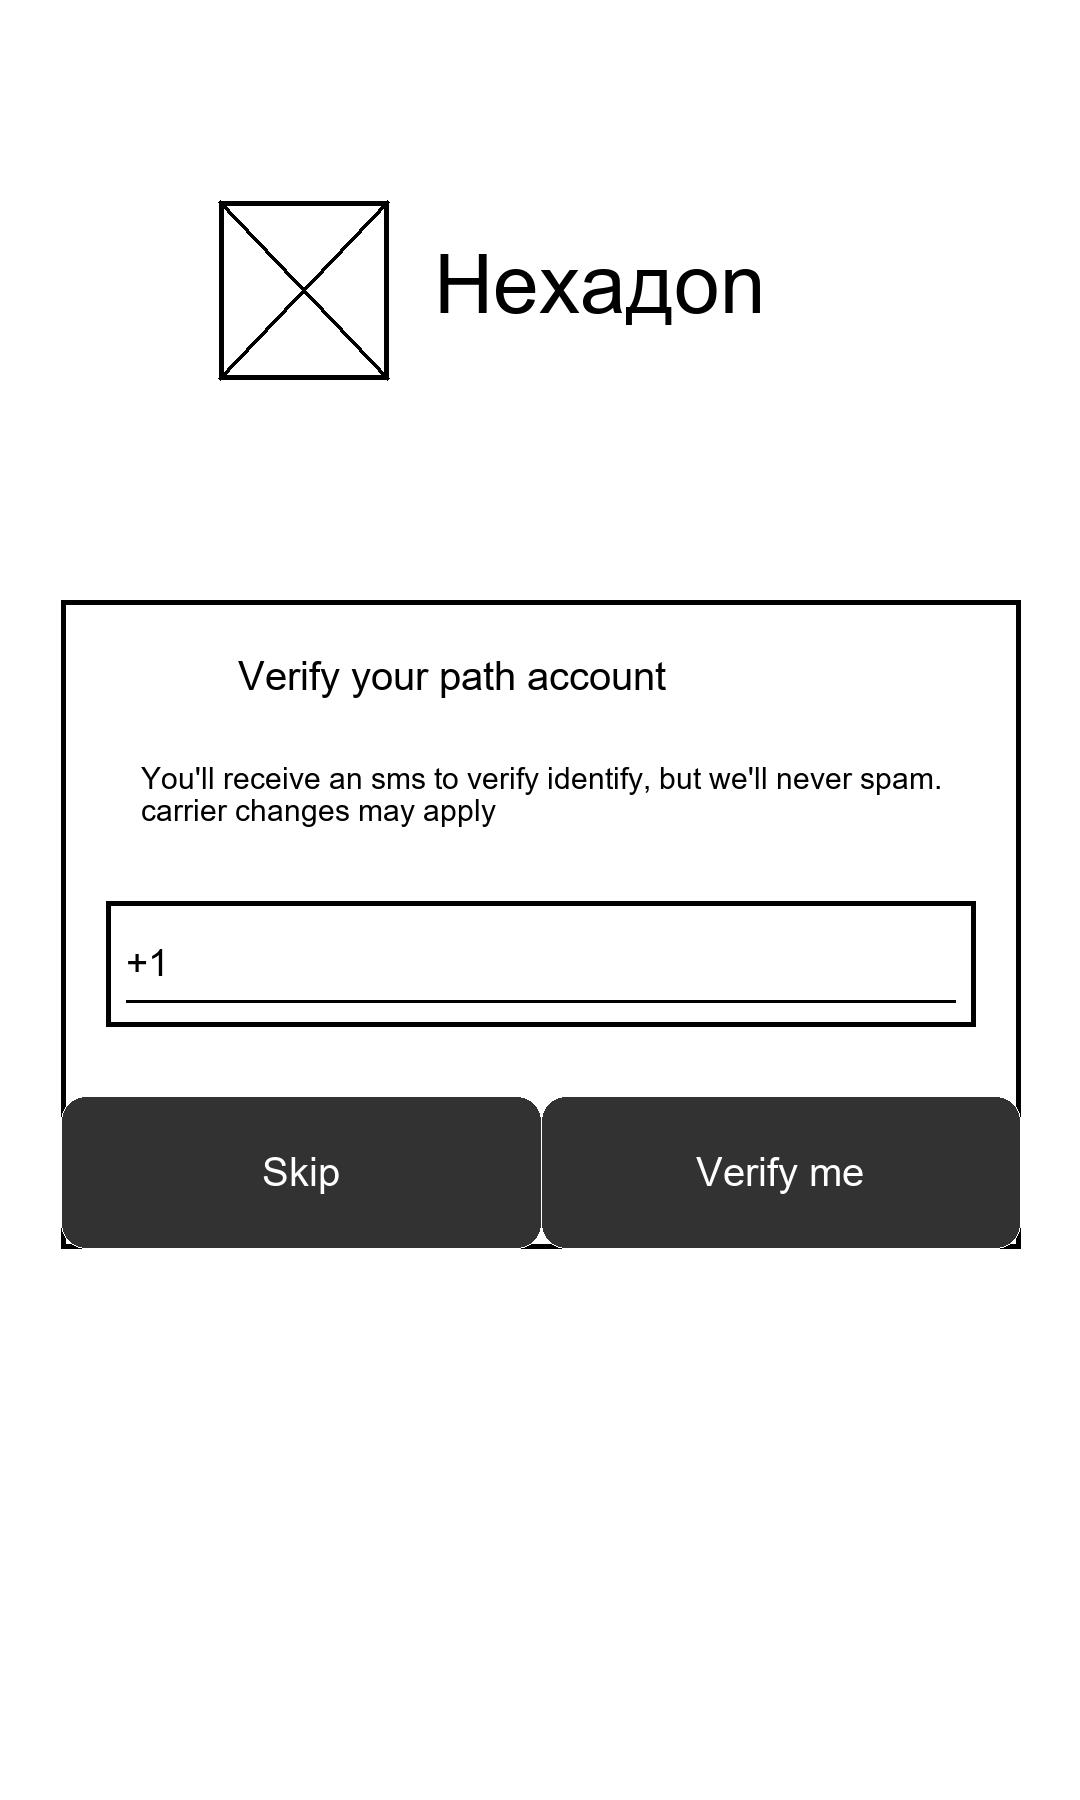 Hexaдon
Verify your path account
You'll receive an sms to verify identify, but we'll never spam.
carrier changes may apply
+1
Skip
Verify me